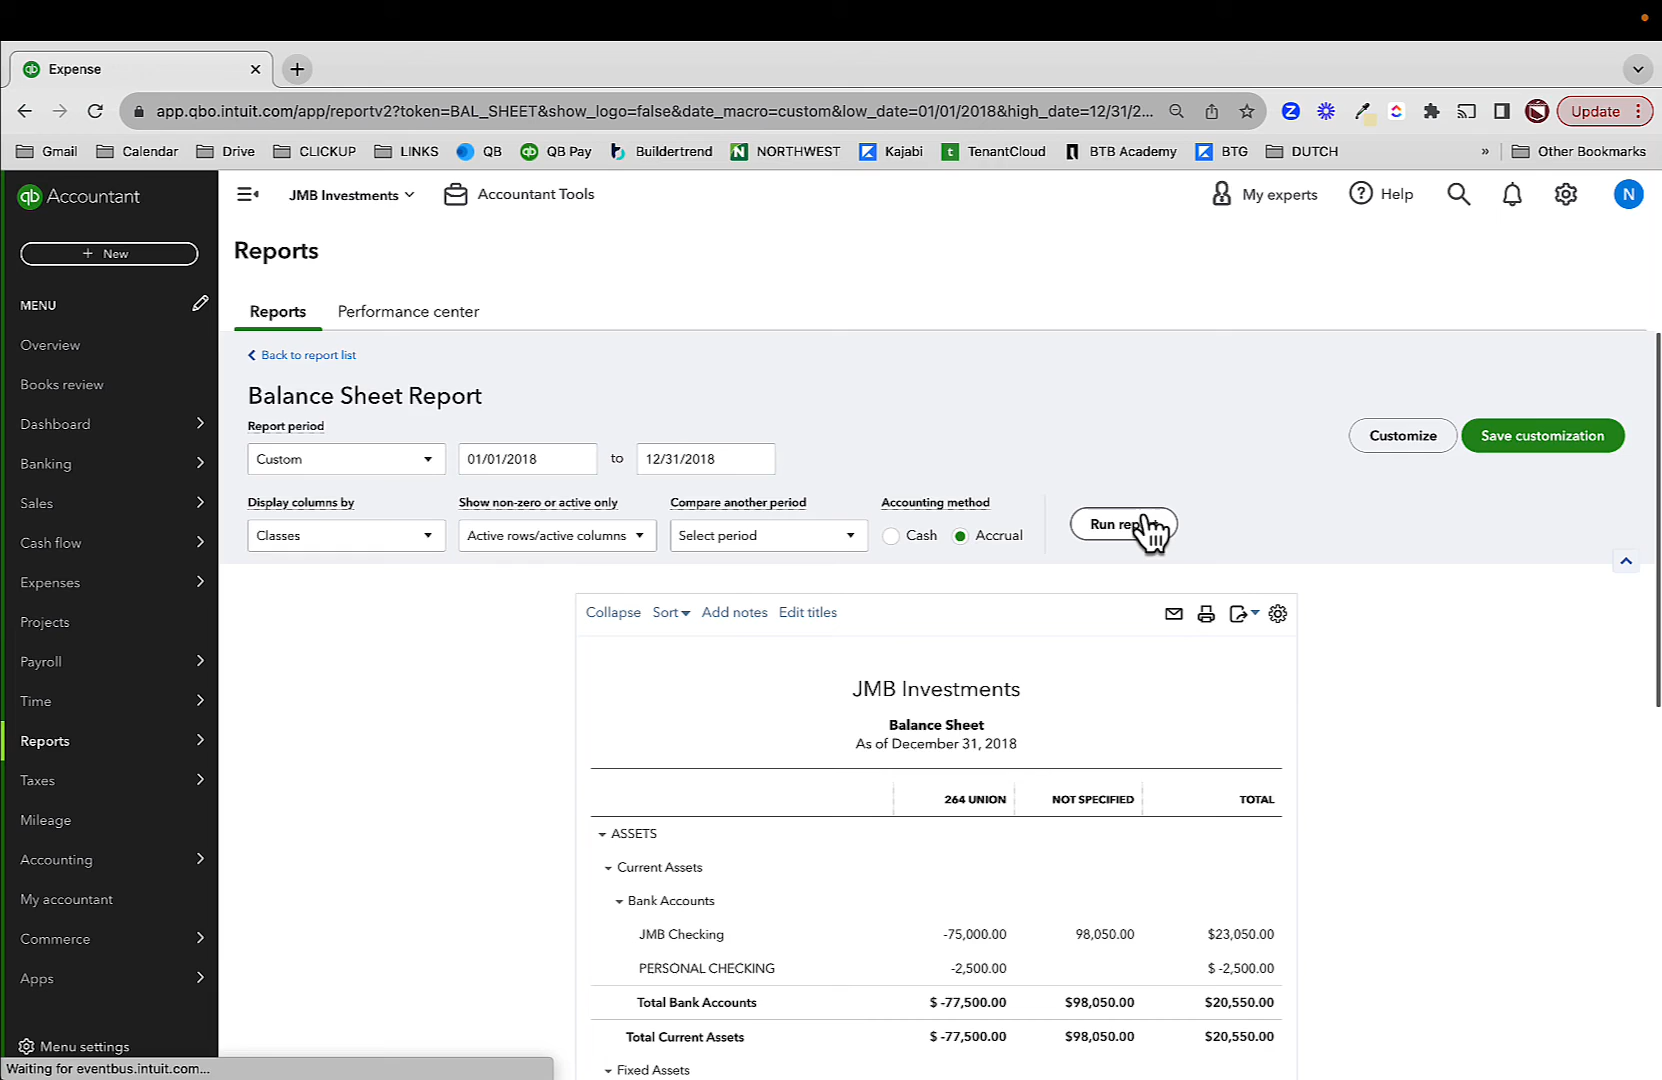 Expense
app.qbo.intuit.com/app/reportv2?token=BAL_SHEET&show_logo=false&date_macro=custom&low_date=01/01/2018&high_date=12/31/2...
Update
Gmail Calendar Drive CLICKUP LINKS QB QB Pay Buildertrend NORTHWEST Kajabi TenantCloud BTB Academy BTG DUTCH » Other Bookmarks
qb Accountant
JMB Investments
Accountant Tools
My experts
Help
N
+ New
MENU
Overview
Books review
Dashboard
Banking
Sales
Cash flow
Expenses
Projects
Payroll
Time
Reports
Taxes
Mileage
Accounting
My accountant
Commerce
Apps
Menu settings
Waiting for eventbus.intuit.com...
Reports
Reports Performance center
Back to report list
Balance Sheet Report
Report period
Custom 01/01/2018 to 12/31/2018
Customize Save customization
Display columns by Show non-zero or active only Compare another period Accounting method
Classes Active rows/active columns Select period Cash Accrual
Run
Collapse Sort Add notes Edit titles
JMB Investments
Balance Sheet
As of December 31, 2018
264 UNION NOT SPECIFIED TOTAL
ASSETS
Current Assets
Bank Accounts
JMB Checking -75,000.00 98,050.00 $23,050.00
PERSONAL CHECKING -2,500.00 $ -2,500.00
Total Bank Accounts $ -77,500.00 $98,050.00 $20,550.00
Total Current Assets $ -77,500.00 $98,050.00 $20,550.00
Fixed Assets